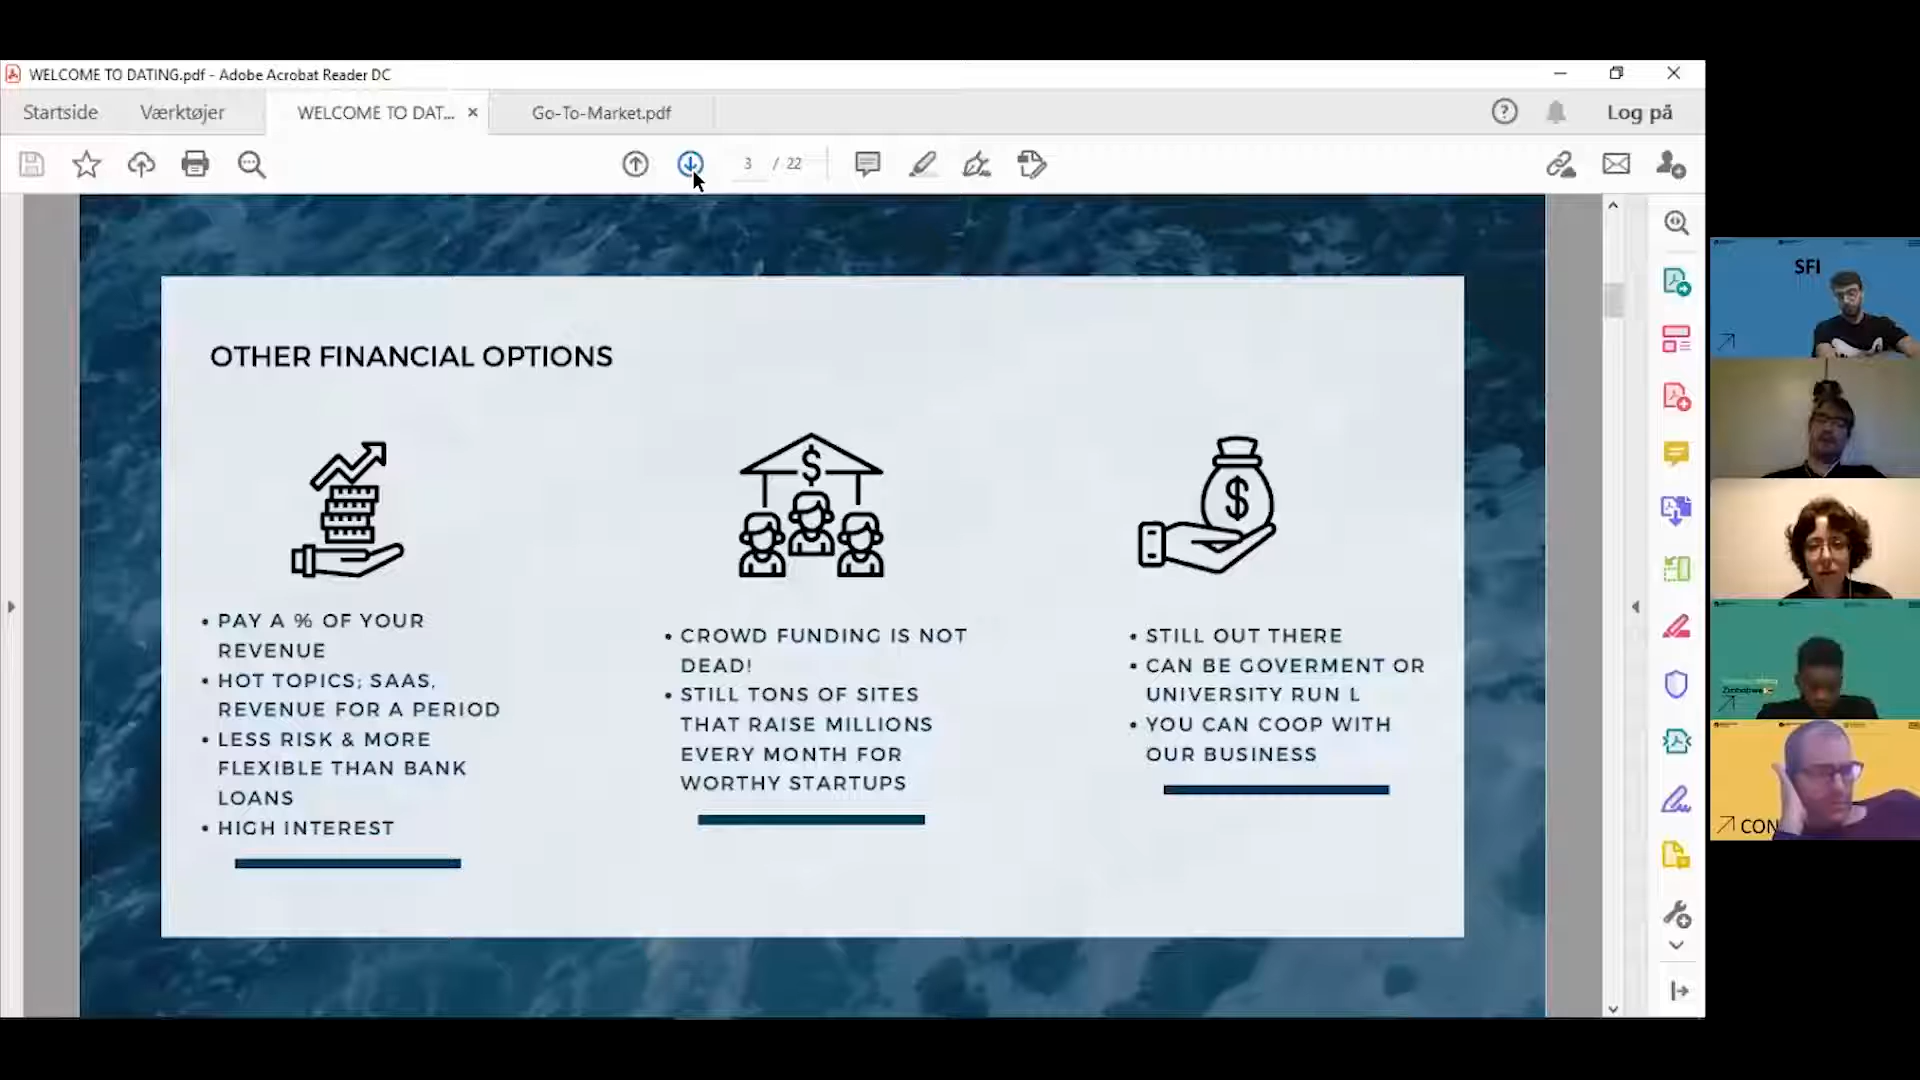 WELCOME TO DATING.pdf - Adobe Acrobat Reader DC
Startside
Værktøjer
WELCOME TO DAT...
Go-To-Market.pdf
Log på
3 / 22
OTHER FINANCIAL OPTIONS
• PAY A % OF YOUR
REVENUE
• HOT TOPICS; SAAS,
REVENUE FOR A PERIOD
• LESS RISK & MORE
FLEXIBLE THAN BANK
LOANS
• HIGH INTEREST
• CROWD FUNDING IS NOT
DEAD!
• STILL TONS OF SITES
THAT RAISE MILLIONS
EVERY MONTH FOR
WORTHY STARTUPS
• STILL OUT THERE
• CAN BE GOVERMENT OR
UNIVERSITY RUN L
• YOU CAN COOP WITH
OUR BUSINESS
SFI
Zimbabwe
CON